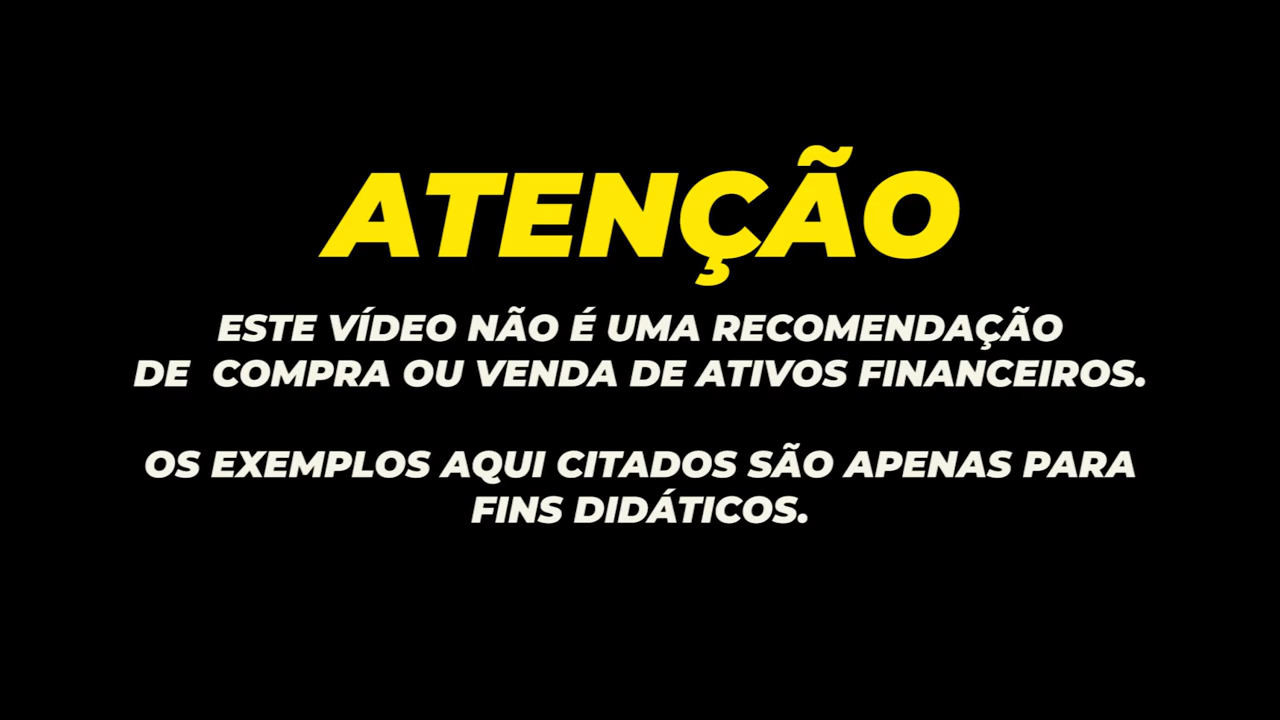 ATENÇÃO
ESTE VÍDEO NÃO É UMA RECOMENDAÇÃO
DE  COMPRA OU VENDA DE ATIVOS FINANCEIROS.
OS EXEMPLOS AQUI CITADOS SÃO APENAS PARA
FINS DIDÁTICOS.